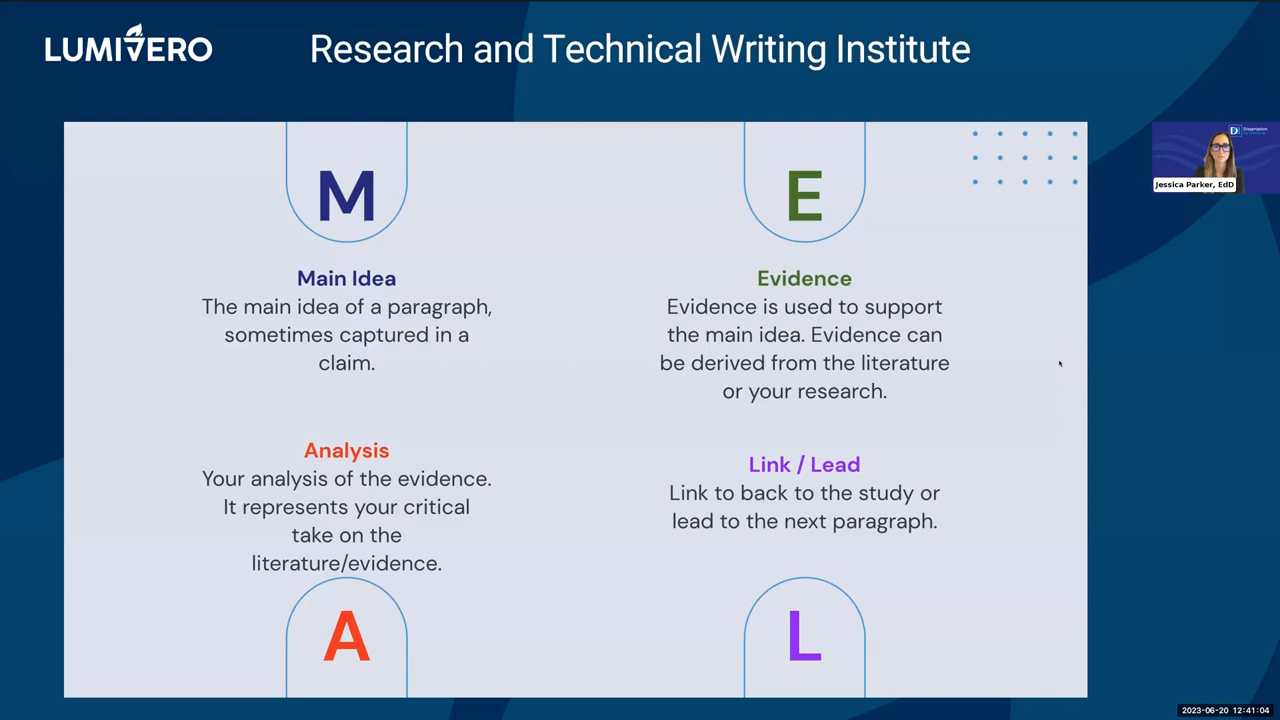 LUMIVERO
Research and Technical Writing Institute
M
Main Idea
The main idea of a paragraph,
sometimes captured in a
claim.
E
Evidence
Evidence is used to support
the main idea. Evidence can
be derived from the literature
or your research.
Analysis
Your analysis of the evidence.
It represents your critical
take on the
literature/evidence.
A
Link / Lead
Link to back to the study or
lead to the next paragraph.
L
Dissertation
Jessica Parker, EdD
2023-06-20 12:41:04